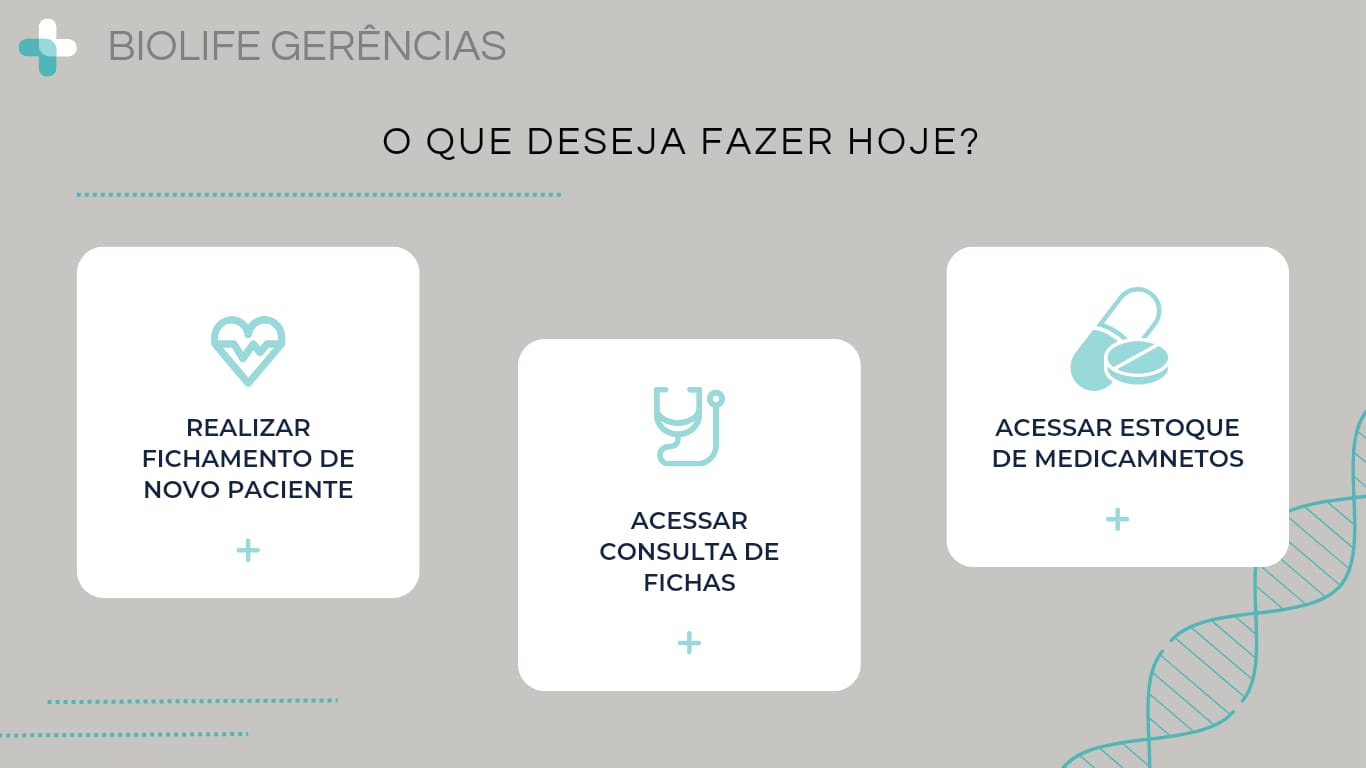 BIOLIFE GERÊNCIAS
O QUE DESEJA FAZER HOJE?
REALIZAR
FICHAMENTO DE
NOVO PACIENTE
ACESSAR
CONSULTA DE
FICHAS
ACESSAR ESTOQUE
DE MEDICAMNETOS